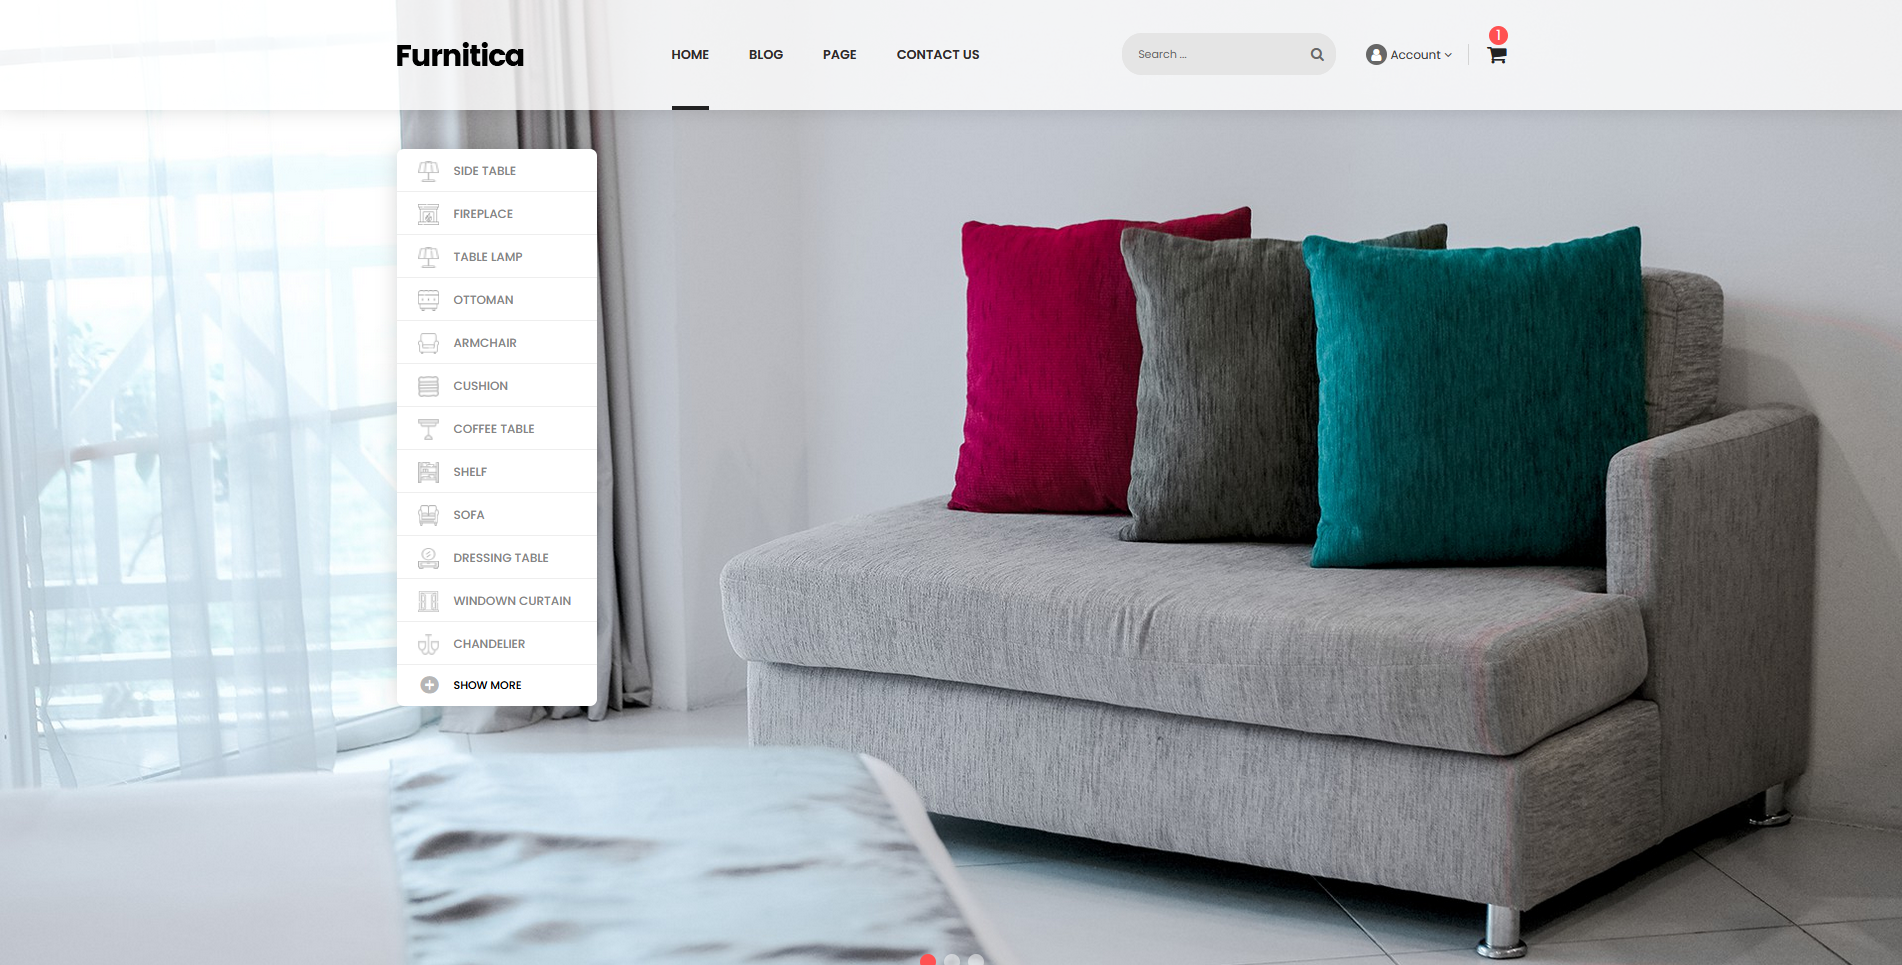 Furnitica
HOME
BLOG
PAGE
CONTACT US
Search ...
Account
1
SIDE TABLE
FIREPLACE
TABLE LAMP
OTTOMAN
ARMCHAIR
CUSHION
COFFEE TABLE
SHELF
SOFA
DRESSING TABLE
WINDOWN CURTAIN
CHANDELIER
SHOW MORE